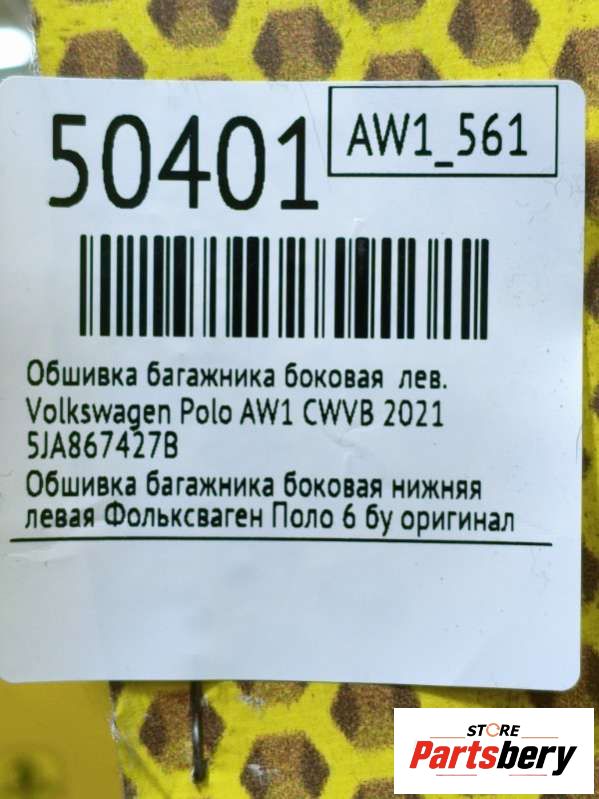 50401
AW1_561
Обшивка багажника боковая лев.
Volkswagen Polo AW1 CWVB 2021
5JA867427B
Обшивка багажника боковая нижняя
левая Фольксваген Поло 6 бу оригинал
STORE
Partsbery